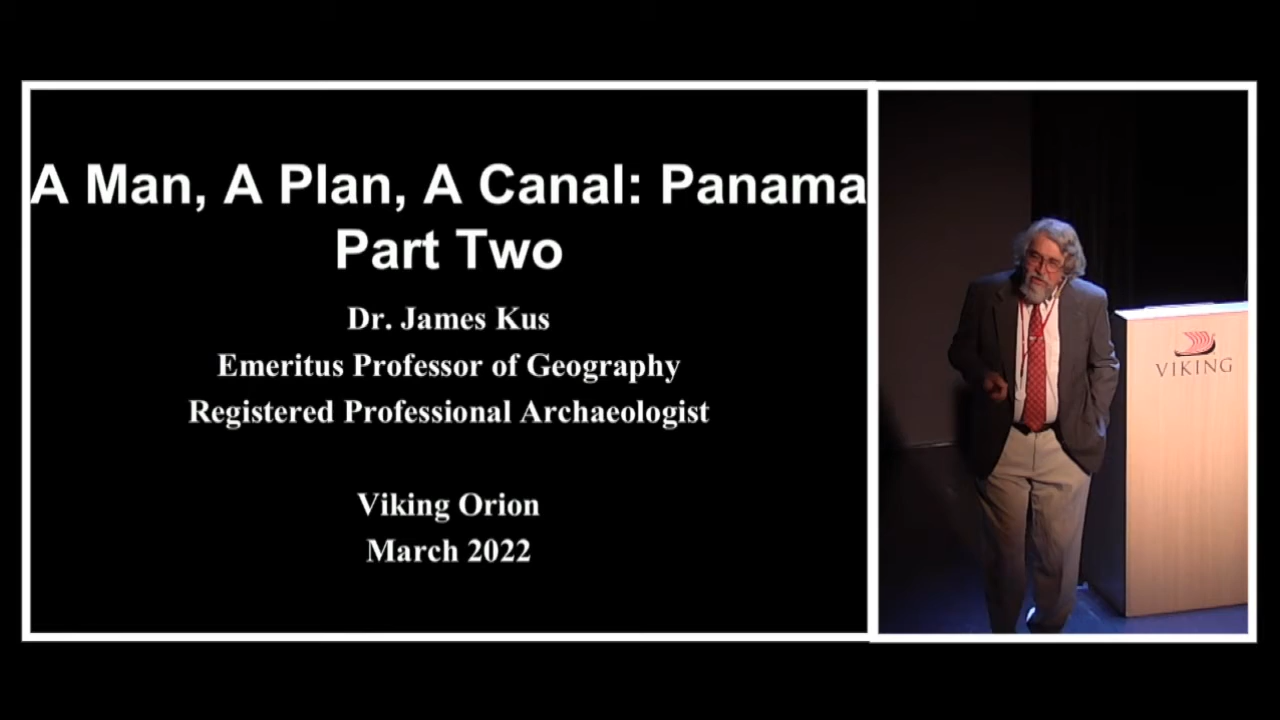 A Man, A Plan, A Canal: Panama
Part Two
Dr. James Kus
Emeritus Professor of Geography
Registered Professional Archaeologist
Viking Orion
March 2022
VIKING